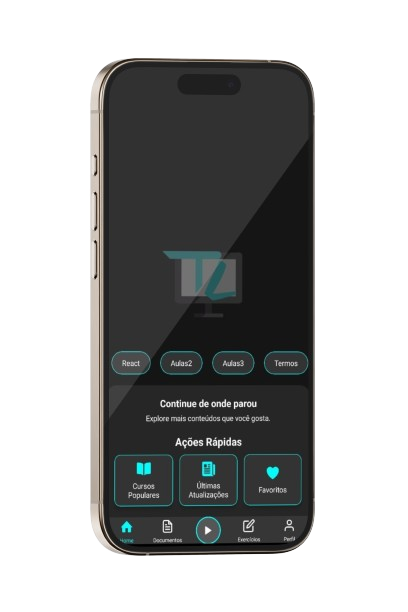 TL
React
Aulas2
Aulas3
Termos
Continue de onde parou
Explore mais conteúdos que você gosta.
Ações Rápidas
Cursos
Populares
Últimas
Atualizações
Favoritos
Home
Documentos
Exercícios
Perfil